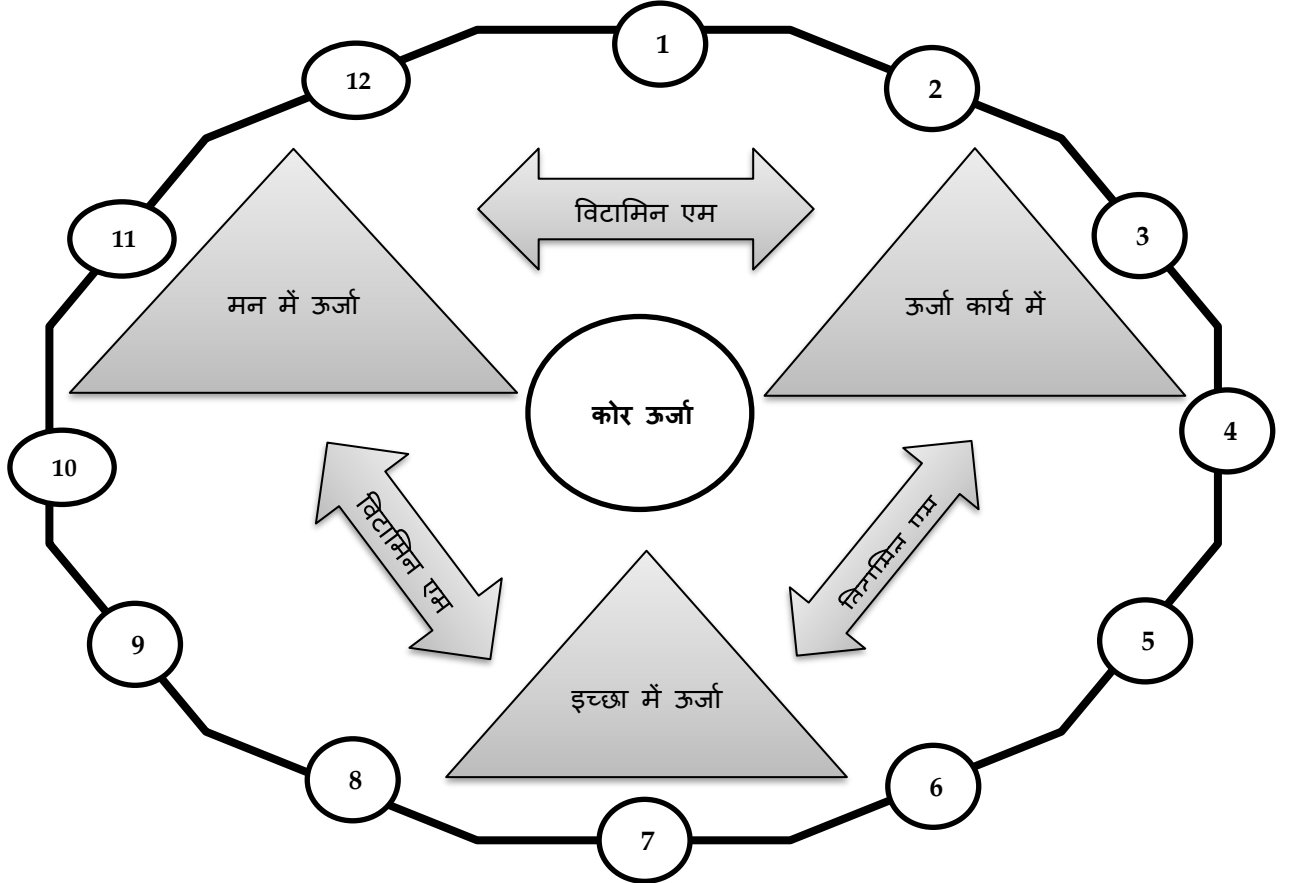 1
12
2
विटामिन एम
11
3
मन में ऊर्जा
ऊर्जा कार्य में
कोर ऊर्जा
4
10
विटामिन एम
विटामिन एम
9
5
इच्छा में ऊर्जा
8
6
7